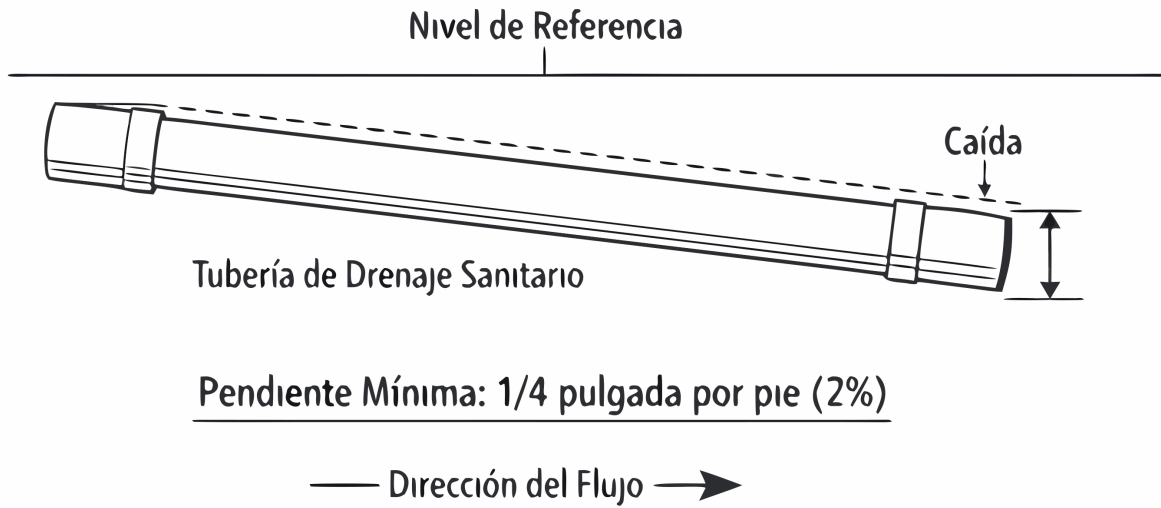 Nivel de Referencia
Caída
Tubería de Drenaje Sanitario
Pendiente Mínima: 1/4 pulgada por pie (2%)
Dirección del Flujo